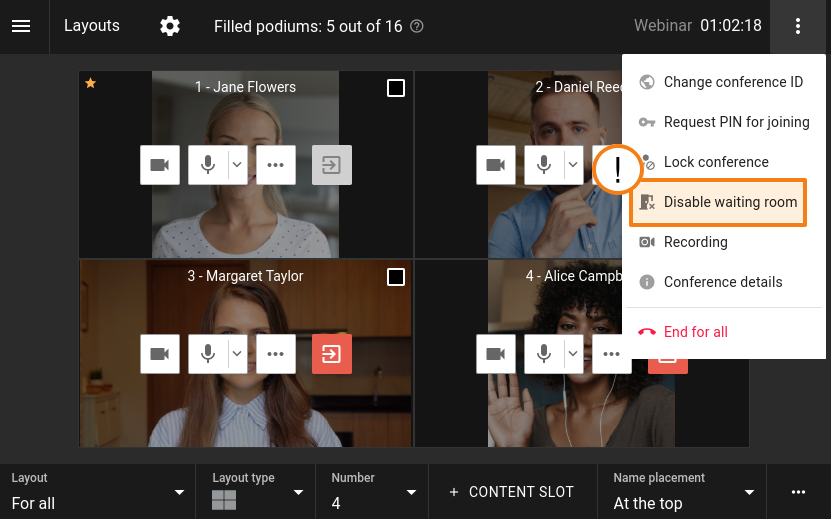 Layouts
Filled podiums: 5 out of 16
Webinar 01:02:18
1 - Jane Flowers
2 - Daniel
Change conference ID
Request PIN for joining
!
Lock conference
Disable waiting room
Recording
Conference details
End for all
3 - Margaret Taylor
4 - Alice
Layout
For all
Layout type
Number
4
+ CONTENT SLOT
Name placement
At the top